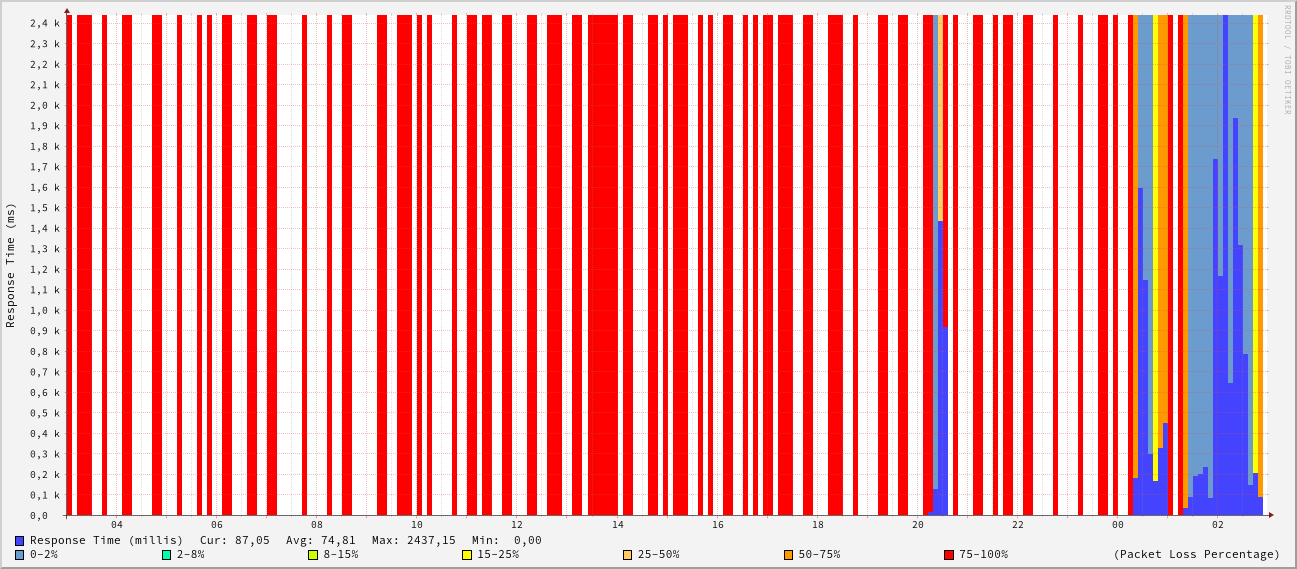 RRDTOOL / TOBI OETIKER
Response Time (ms)
2,4 k
2,3 k
2,2 k
2,1 k
2,0 k
1,9 k
1,8 k
1,7 k
1,6 k
1,5 k
1,4 k
1,3 k
1,2 k
1,1 k
1,0 k
0,9 k
0,8 k
0,7 k
0,6 k
0,5 k
0,4 k
0,3 k
0,2 k
0,1 k
0,0
04 06 08 10 12 14 16 18 20 22 00 02
Response Time (millis) Cur: 87,05 Avg: 74,81 Max: 2437,15 Min: 0,00
0-2% 2-8% 8-15% 15-25% 25-50% 50-75% 75-100% (Packet Loss Percentage)